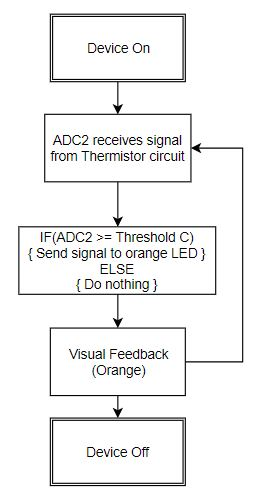 Device On
ADC2 receives signal
from Thermistor circuit
IF(ADC2 >= Threshold C)
{ Send signal to orange LED }
ELSE
{ Do nothing }
Visual Feedback
(Orange)
Device Off